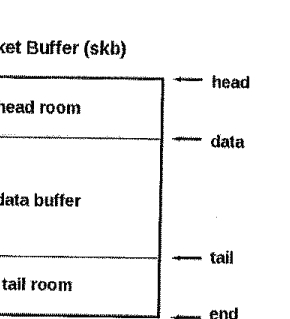 ket Buffer (skb)
head
head room
data
data buffer
tail
tail room
end